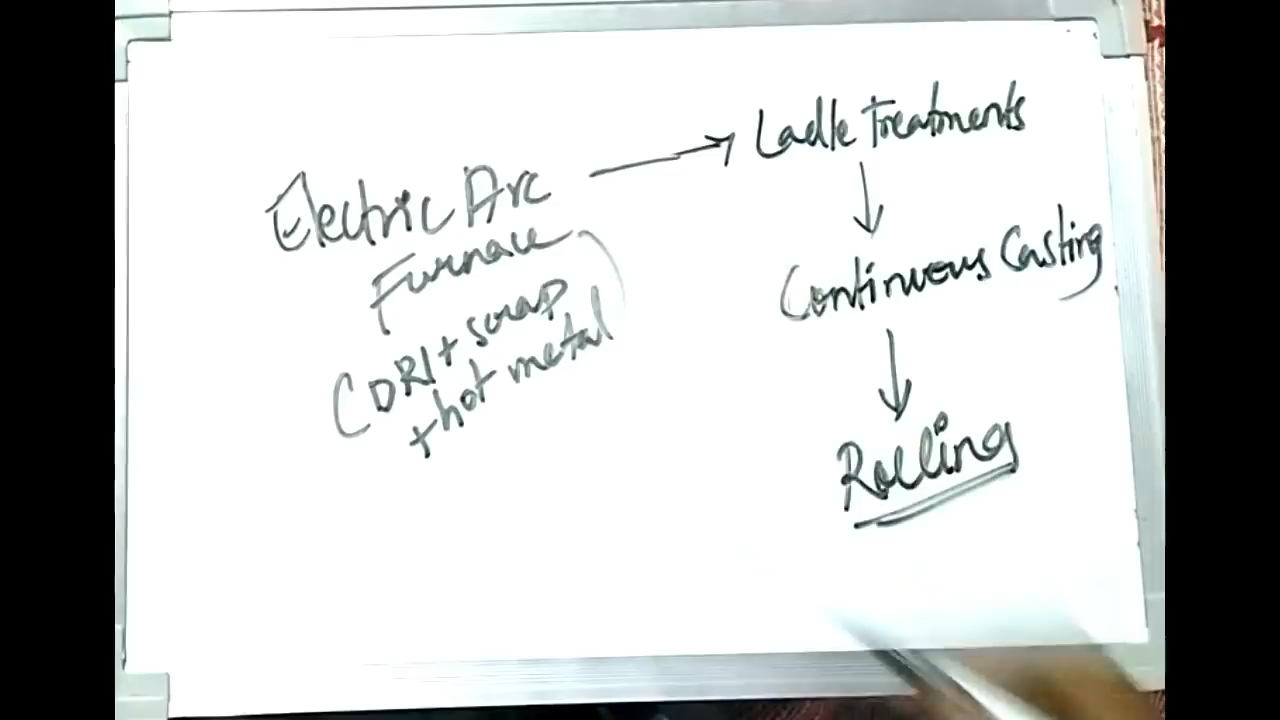 Electric Arc
Furnace
(DRI + scrap
+ hot metal)
Ladle Treatments
Continuous Casting
Rolling